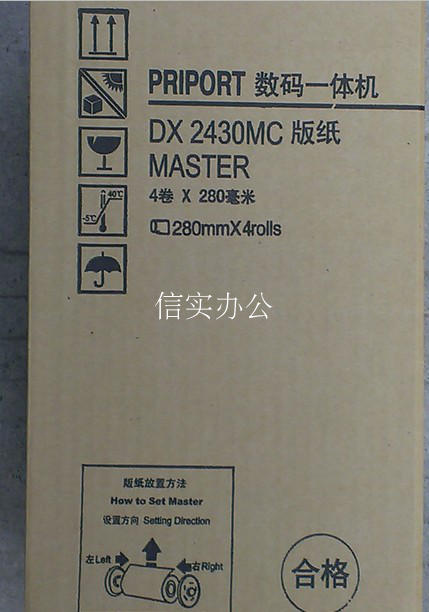 PRIPORT 数码一体机
DX 2430MC 版纸
MASTER
4卷 X 280毫米
280mmX4rolls
40℃
-5℃
信实办公
版纸放置方法
How to Set Master
设置方向 Setting Direction
左Left
右Right
合格